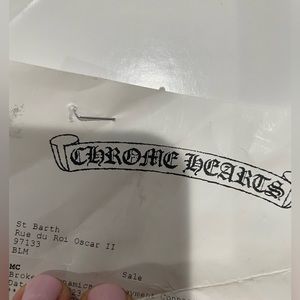 CHROME HEARTS
St Barth
Rue du Roi Oscar II
97133
BLM
MC Sale